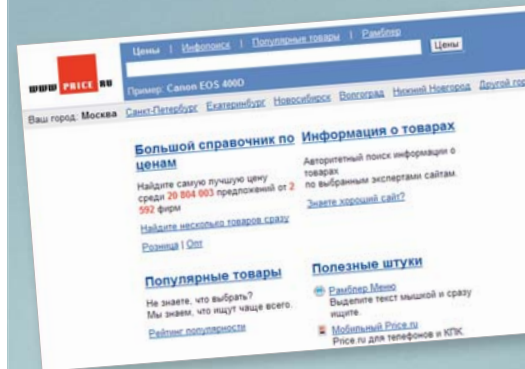 Цены | Инфопоиск | Популярные товары | Рамблер
Цены
www PRICE RU
Пример: Canon EOS 400D
Ваш город: Москва Санкт-Петербург Екатеринбург Новосибирск Волгоград Нижний Новгород Другой гор
Большой справочник по
ценам
Найдите самую лучшую цену
среди 20 804 003 предложений от 2
592 фирм
Найдите несколько товаров сразу
Розница | Опт
Информация о товарах
Авторитетный поиск информации о
товарах
по выбранным экспертами сайтам.
Знаете хороший сайт?
Популярные товары
Не знаете, что выбрать?
Мы знаем, что ищут чаще всего.
Рейтинг популярности
Полезные штуки
Рамблер Меню
Выделите текст мышкой и сразу
ищите.
Мобильный Price.ru
Price.ru для телефонов и КПК.